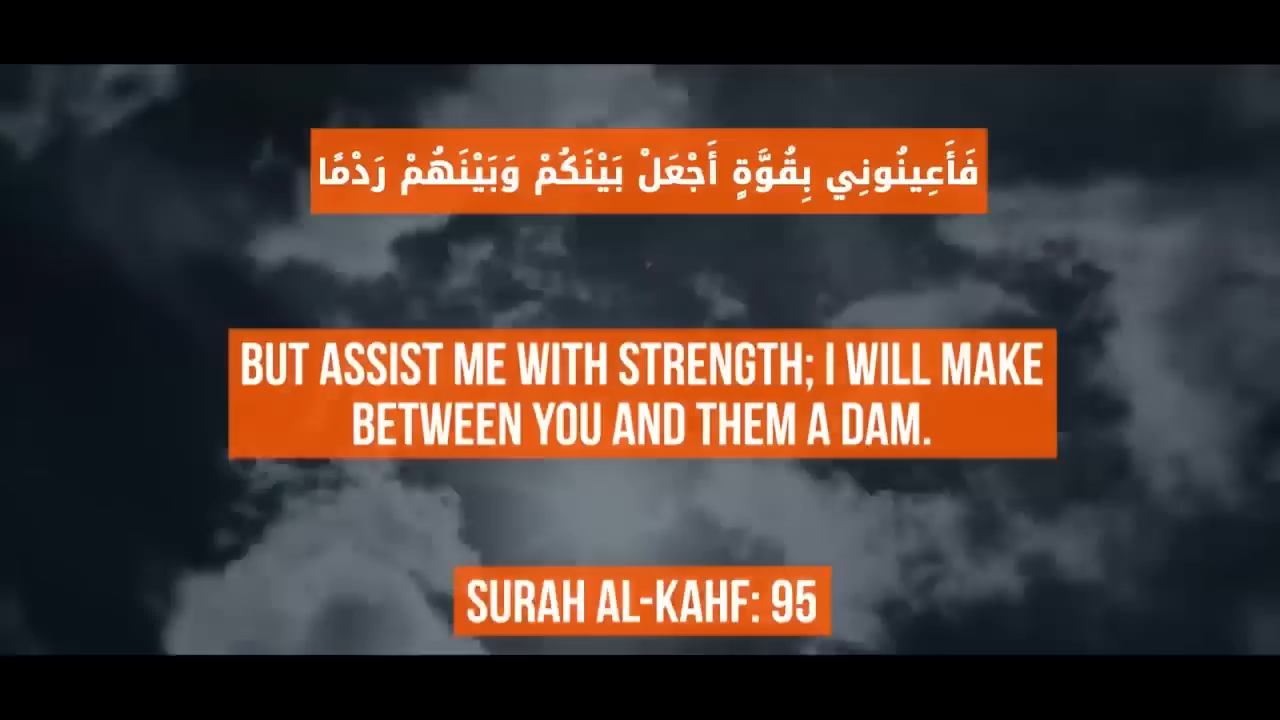 فَأَعِينُونِي بِقُوَّةٍ أَجْعَلْ بَيْنَكُمْ وَبَيْنَهُمْ رَدْمًا
BUT ASSIST ME WITH STRENGTH; I WILL MAKE
BETWEEN YOU AND THEM A DAM.
SURAH AL-KAHF: 95